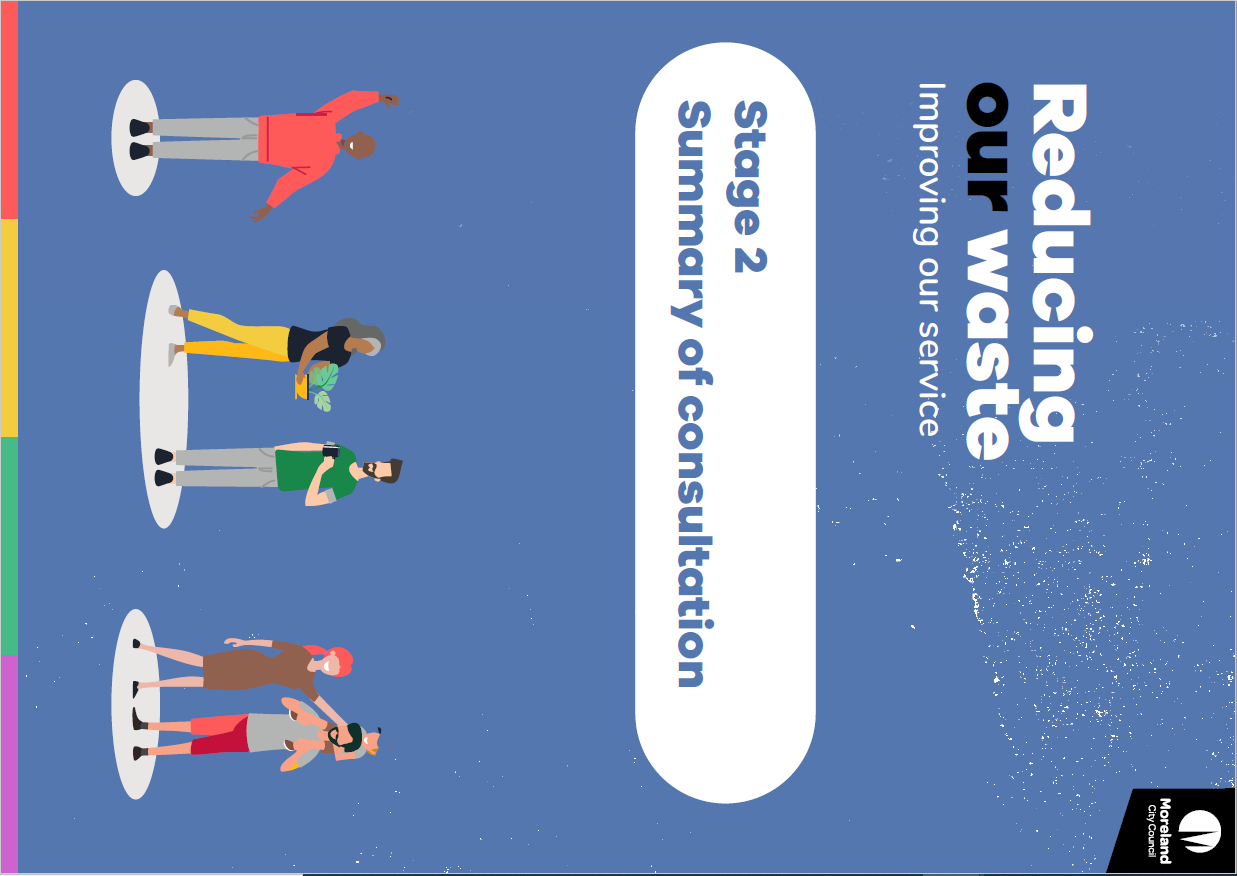 Reducing
our waste
Improving our service
Stage 2
Summary of consultation
Moreland
City Council